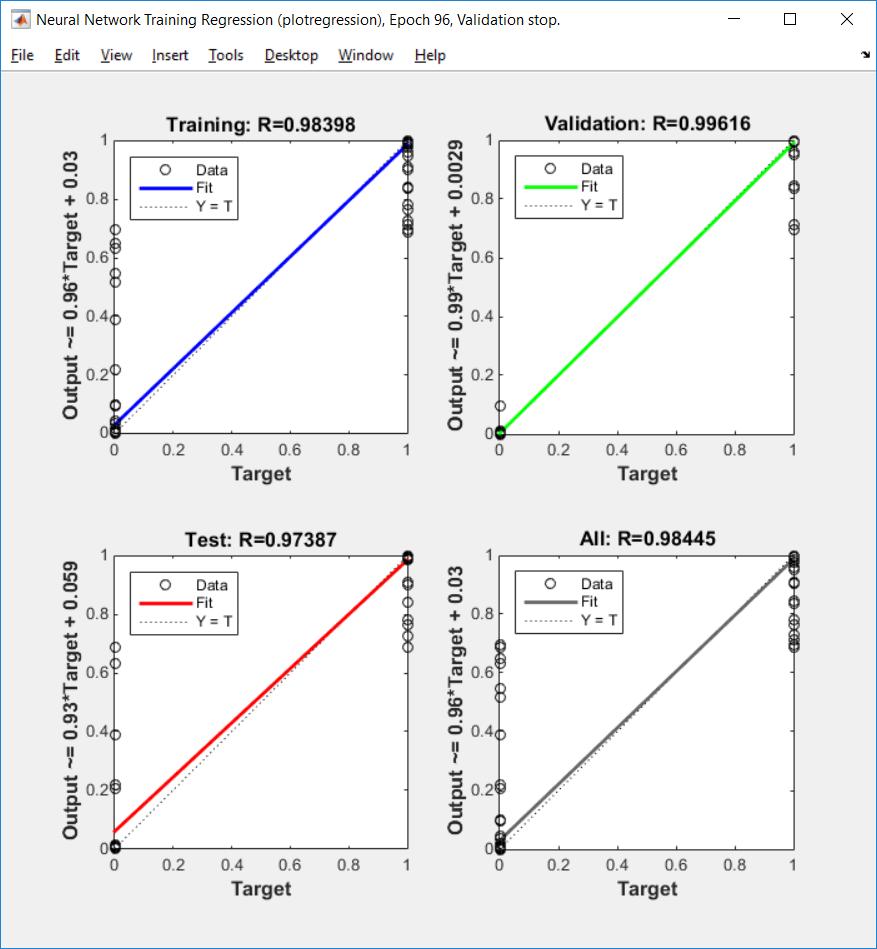 Neural Network Training Regression (plotregression), Epoch 96, Validation stop.
File Edit View Insert Tools Desktop Window Help
Training: R=0.98398
Output ~= 0.96*Target + 0.03
1
0.8
0.6
0.4
0.2
0
Data
Fit
Y = T
0 0.2 0.4 0.6 0.8 1
Target
Validation: R=0.99616
Output ~= 0.99*Target + 0.0029
1
0.8
0.6
0.4
0.2
0
Data
Fit
Y = T
0 0.2 0.4 0.6 0.8 1
Target
Test: R=0.97387
Output ~= 0.93*Target + 0.059
1
0.8
0.6
0.4
0.2
0
Data
Fit
Y = T
0 0.2 0.4 0.6 0.8 1
Target
All: R=0.98445
Output ~= 0.96*Target + 0.03
1
0.8
0.6
0.4
0.2
0
Data
Fit
Y = T
0 0.2 0.4 0.6 0.8 1
Target